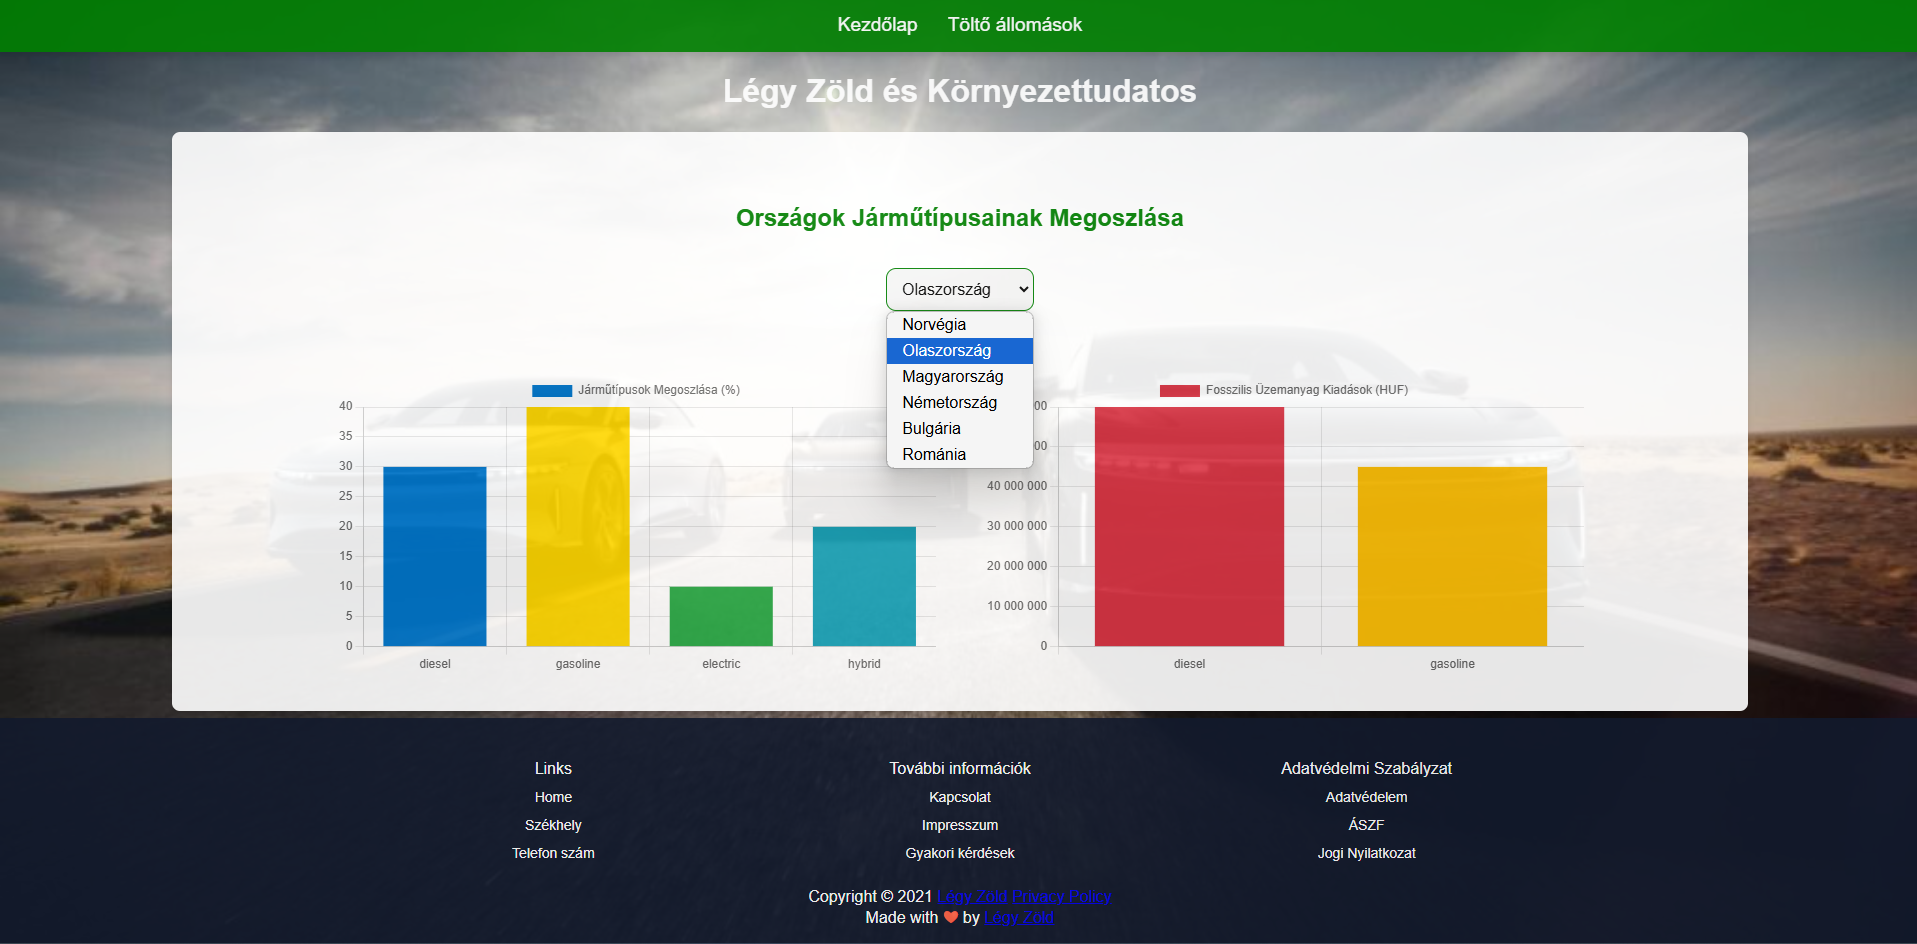 Kezdőlap Töltő állomások
Légy Zöld és Környezettudatos
Országok Járműtípusainak Megoszlása
Olaszország
Norvégia
Olaszország
Magyarország
Németország
Bulgária
Románia
Járműtípusok Megoszlása (%)
40
35
30
25
20
15
10
5
0
diesel gasoline electric hybrid
Fosszilis Üzemanyag Kiadások (HUF)
40 000 000
30 000 000
20 000 000
10 000 000
0
diesel gasoline
Links
Home
Székhely
Telefon szám
További információk
Kapcsolat
Impresszum
Gyakori kérdések
Adatvédelmi Szabályzat
Adatvédelem
ÁSZF
Jogi Nyilatkozat
Copyright © 2021 Légy Zöld Privacy Policy
Made with ❤️ by Légy Zöld